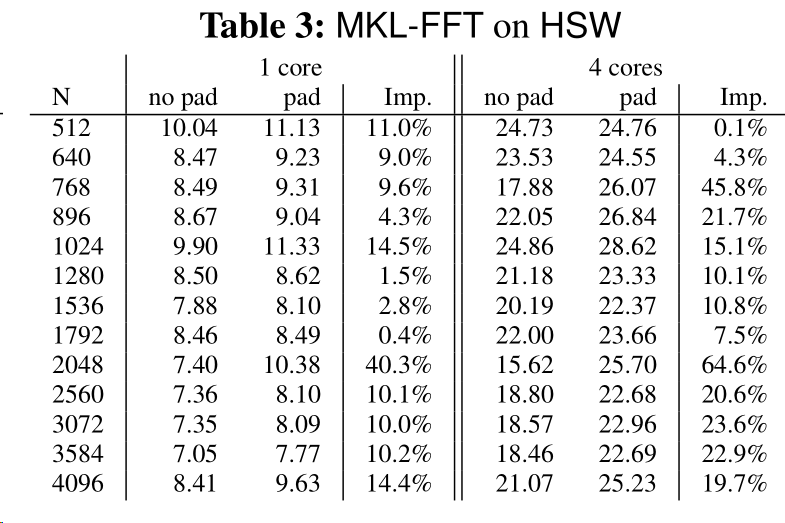 Table 3: MKL-FFT on HSW
1 core 4 cores
N no pad pad Imp. no pad pad Imp.
512 10.04 11.13 11.0% 24.73 24.76 0.1%
640 8.47 9.23 9.0% 23.53 24.55 4.3%
768 8.49 9.31 9.6% 17.88 26.07 45.8%
896 8.67 9.04 4.3% 22.05 26.84 21.7%
1024 9.90 11.33 14.5% 24.86 28.62 15.1%
1280 8.50 8.62 1.5% 21.18 23.33 10.1%
1536 7.88 8.10 2.8% 20.19 22.37 10.8%
1792 8.46 8.49 0.4% 22.00 23.66 7.5%
2048 7.40 10.38 40.3% 15.62 25.70 64.6%
2560 7.36 8.10 10.1% 18.80 22.68 20.6%
3072 7.35 8.09 10.0% 18.57 22.96 23.6%
3584 7.05 7.77 10.2% 18.46 22.69 22.9%
4096 8.41 9.63 14.4% 21.07 25.23 19.7%